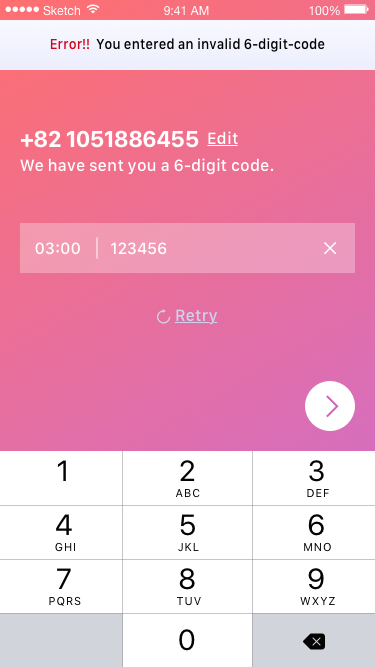 Sketch 9:41 AM 100%
Error!! You entered an invalid 6-digit-code
+82 1051886455 Edit
We have sent you a 6-digit code.
03:00 123456
Retry
1 2 3
ABC DEF
4 5 6
GHI JKL MNO
7 8 9
PQRS TUV WXYZ
0